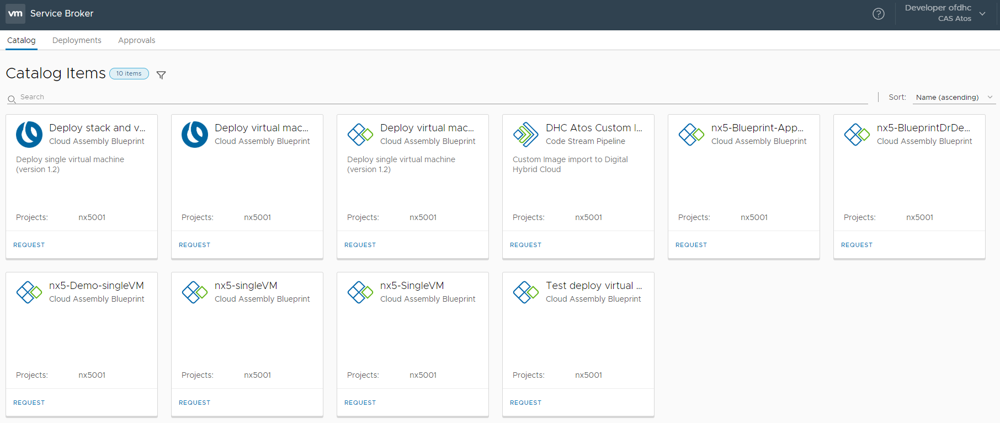 vm Service Broker
Developer ofdhc
CAS Atos
Catalog Deployments Approvals
Catalog Items 10 items
Search
Sort: Name (ascending)
Deploy stack and v...
Cloud Assembly Blueprint
Deploy single virtual machine
(version 1.2)
Projects: nx5001
REQUEST
Deploy virtual mac...
Cloud Assembly Blueprint
Projects: nx5001
REQUEST
Deploy virtual mac...
Cloud Assembly Blueprint
Deploy single virtual machine
(version 1.2)
Projects: nx5001
REQUEST
DHC Atos Custom I...
Code Stream Pipeline
Custom Image import to Digital
Hybrid Cloud
Projects: nx5001
REQUEST
nx5-Blueprint-App...
Cloud Assembly Blueprint
Projects: nx5001
REQUEST
nx5-BlueprintDrDe...
Cloud Assembly Blueprint
Projects: nx5001
REQUEST
nx5-Demo-singleVM
Cloud Assembly Blueprint
Projects: nx5001
REQUEST
nx5-singleVM
Cloud Assembly Blueprint
Projects: nx5001
REQUEST
nx5-SingleVM
Cloud Assembly Blueprint
Projects: nx5001
REQUEST
Test deploy virtual ...
Cloud Assembly Blueprint
Projects: nx5001
REQUEST